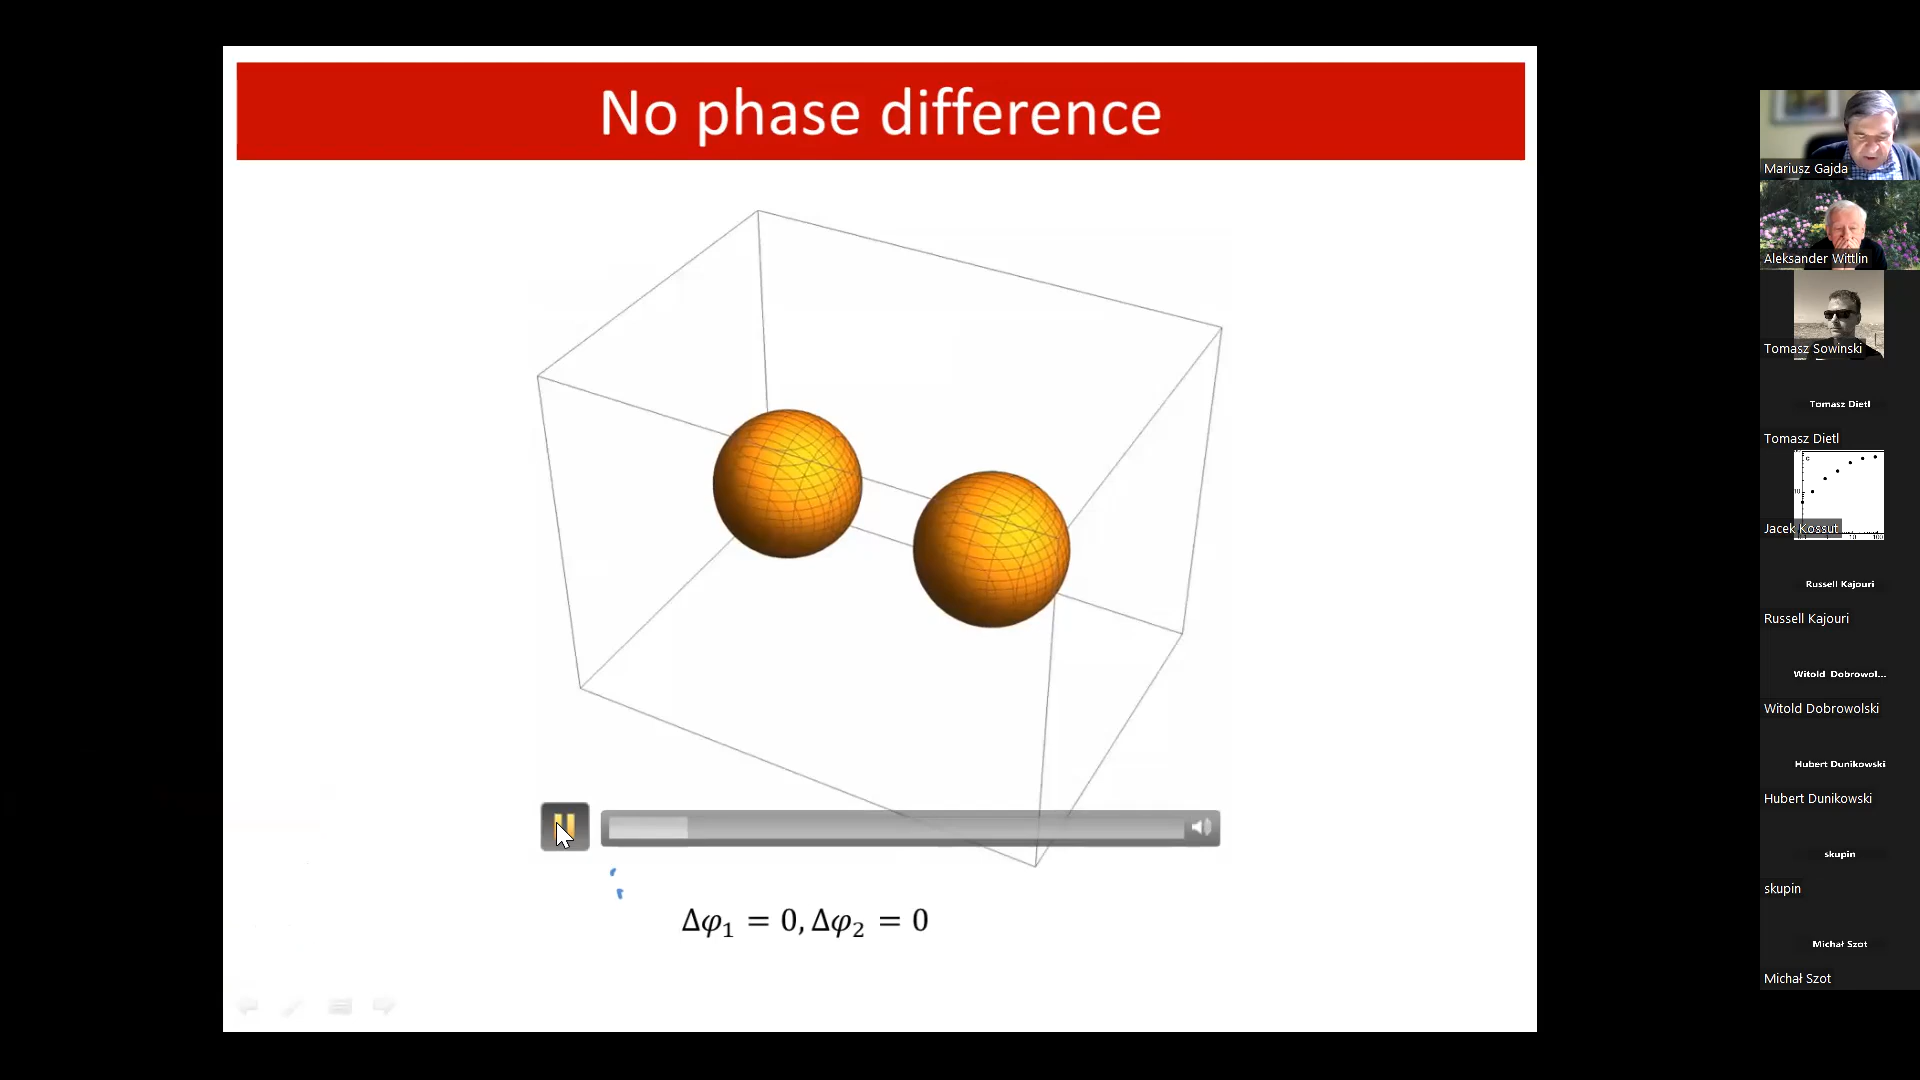 No phase difference
Δφ₁ = 0, Δφ₂ = 0
Mariusz Gajda
Aleksander Wittlin
Tomasz Sowinski
Tomasz Dietl
Tomasz Dietl
Jacek Kossut
Russell Kajouri
Russell Kajouri
Witold Dobrowol...
Witold Dobrowolski
Hubert Dunikowski
Hubert Dunikowski
skupin
skupin
Michał Szot
Michał Szot